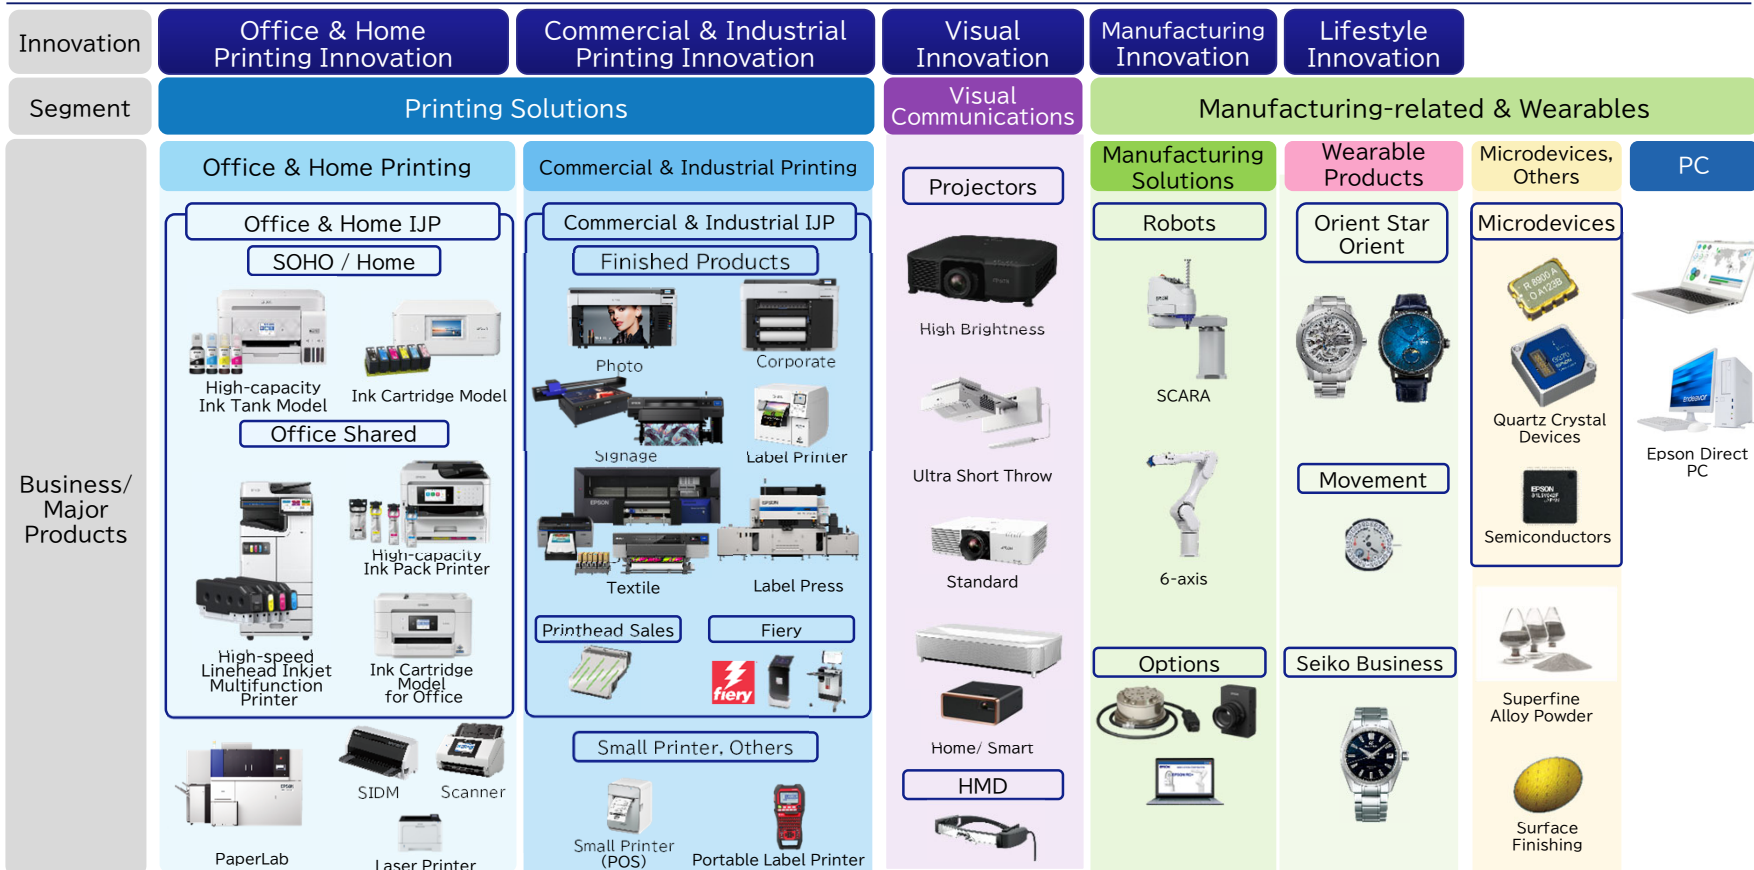 Innovation
Office & Home
Printing Innovation
Commercial & Industrial
Printing Innovation
Visual
Innovation
Manufacturing
Innovation
Lifestyle
Innovation
Segment
Printing Solutions
Visual
Communications
Manufacturing-related & Wearables
Business/
Major
Products
Office & Home Printing
Office & Home IJP
SOHO / Home
High-capacity
Ink Tank Model
Ink Cartridge Model
Office Shared
High-speed
Linehead Inkjet
Multifunction
Printer
High-capacity
Ink Pack Printer
Ink Cartridge
Model
for Office
PaperLab
SIDM
Scanner
Laser Printer
Commercial & Industrial Printing
Commercial & Industrial IJP
Finished Products
Photo
Corporate
Signage
Label Printer
EPSON
EPSON
Textile
Label Press
Printhead Sales
Fiery
fiery
Small Printer, Others
Small Printer
(POS)
Portable Label Printer
Projectors
High Brightness
Ultra Short Throw
Standard
Home/ Smart
HMD
Manufacturing
Solutions
Robots
EPSON
SCARA
6-axis
Options
Wearable
Products
Orient Star
Orient
Movement
Seiko Business
Microdevices,
Others
Microdevices
R 8900 A
Quartz Crystal
Devices
EPSON
Semiconductors
Superfine
Alloy Powder
Surface
Finishing
PC
Endeavor
Epson Direct
PC